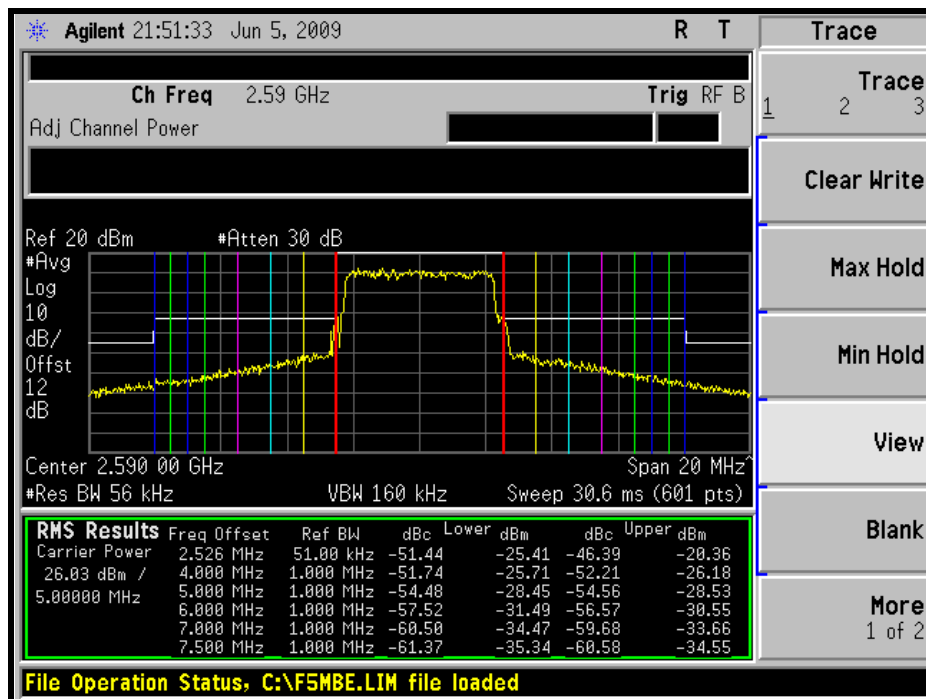 Agilent 21:51:33 Jun 5, 2009 R T
Trace
Ch Freq 2.59 GHz Trig RF B
Adj Channel Power
Trace
1 2 3
Clear Write
Max Hold
Min Hold
View
Blank
More
1 of 2
Ref 20 dBm #Atten 30 dB
#Avg
Log
10
dB/
Offst
12
dB
Center 2.590 00 GHz Span 20 MHz^
#Res BW 56 kHz VBW 160 kHz Sweep 30.6 ms (601 pts)
RMS Results Freq Offset Ref BW dBc Lower dBm dBc Upper dBm
Carrier Power 2.526 MHz 51.00 kHz -51.44 -25.41 -46.39 -20.36
26.03 dBm / 4.000 MHz 1.000 MHz -51.74 -25.71 -52.21 -26.18
5.00000 MHz 5.000 MHz 1.000 MHz -54.48 -28.45 -54.56 -28.53
6.000 MHz 1.000 MHz -57.52 -31.49 -56.57 -30.55
7.000 MHz 1.000 MHz -60.50 -34.47 -59.68 -33.66
7.500 MHz 1.000 MHz -61.37 -35.34 -60.58 -34.55
File Operation Status, C:\F5MBE.LIM file loaded